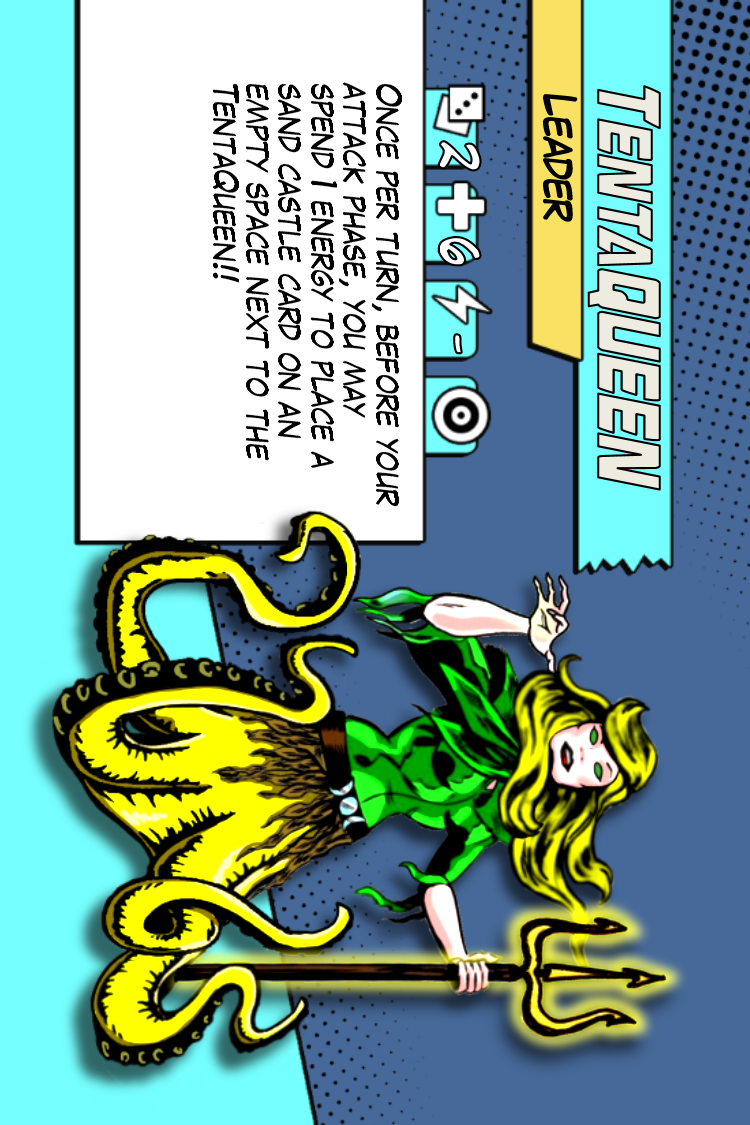 TENTAQUEEN
LEADER
2 6 -
ONCE PER TURN, BEFORE YOUR
ATTACK PHASE, YOU MAY
SPEND 1 ENERGY TO PLACE A
SAND CASTLE CARD ON AN
EMPTY SPACE NEXT TO THE
TENTAQUEEN!!